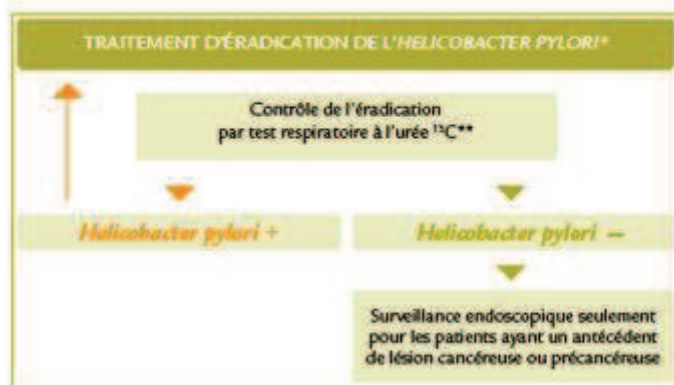 TRAITEMENT D'ÉRADICATION DE L'HELICOBACTER PYLORI*
Contrôle de l'éradication
par test respiratoire à l'urée ¹³C**
Helicobacter pylori +
Helicobacter pylori –
Surveillance endoscopique seulement
pour les patients ayant un antécédent
de lésion cancéreuse ou précancéreuse